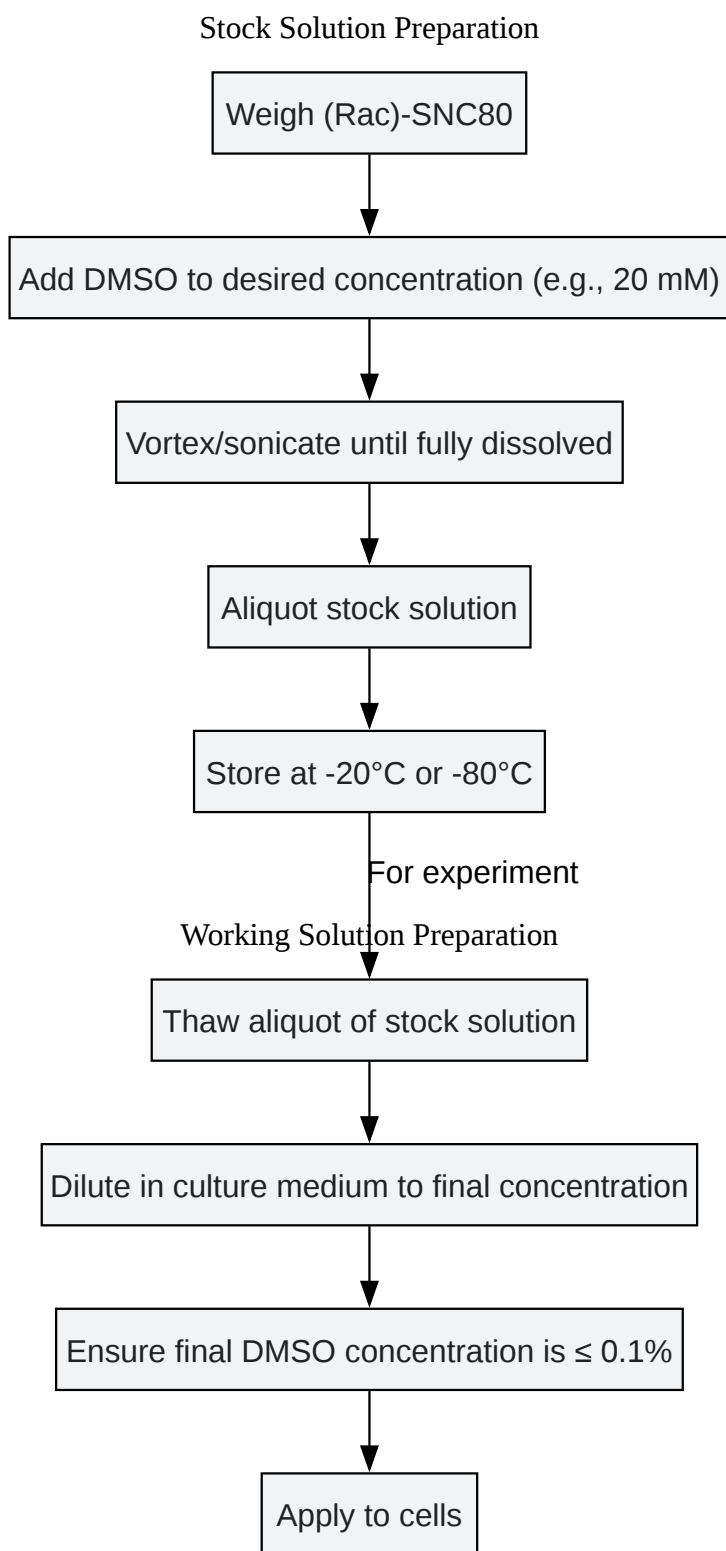 Stock Solution Preparation
Weigh (Rac)-SNC80
Add DMSO to desired concentration (e.g., 20 mM)
Vortex/sonicate until fully dissolved
Aliquot stock solution
Store at -20°C or -80°C
For experiment
Working Solution Preparation
Thaw aliquot of stock solution
Dilute in culture medium to final concentration
Ensure final DMSO concentration is ≤ 0.1%
Apply to cells